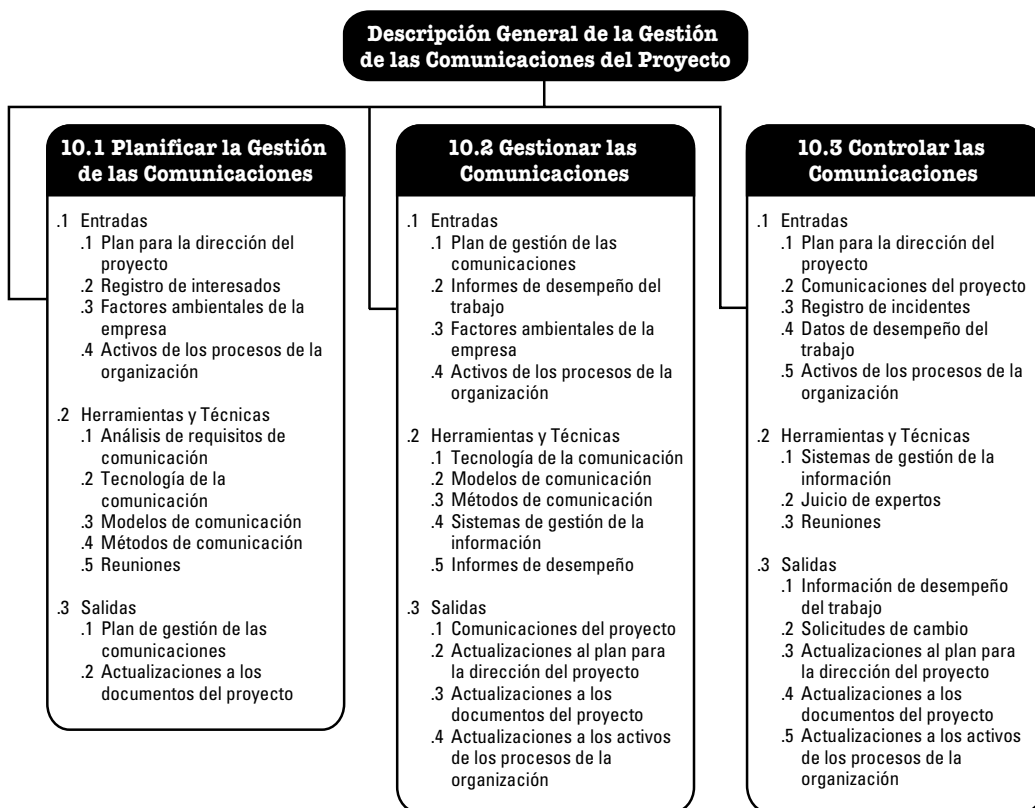 Descripción General de la Gestión
de las Comunicaciones del Proyecto
10.1 Planificar la Gestión
de las Comunicaciones
.1 Entradas
.1 Plan para la dirección del
proyecto
.2 Registro de interesados
.3 Factores ambientales de la
empresa
.4 Activos de los procesos de la
organización
.2 Herramientas y Técnicas
.1 Análisis de requisitos de
comunicación
.2 Tecnología de la
comunicación
.3 Modelos de comunicación
.4 Métodos de comunicación
.5 Reuniones
.3 Salidas
.1 Plan de gestión de las
comunicaciones
.2 Actualizaciones a los
documentos del proyecto
10.2 Gestionar las
Comunicaciones
.1 Entradas
.1 Plan de gestión de las
comunicaciones
.2 Informes de desempeño del
trabajo
.3 Factores ambientales de la
empresa
.4 Activos de los procesos de la
organización
.2 Herramientas y Técnicas
.1 Tecnología de la comunicación
.2 Modelos de comunicación
.3 Métodos de comunicación
.4 Sistemas de gestión de la
información
.5 Informes de desempeño
.3 Salidas
.1 Comunicaciones del proyecto
.2 Actualizaciones al plan para
la dirección del proyecto
.3 Actualizaciones a los
documentos del proyecto
.4 Actualizaciones a los activos
de los procesos de la
organización
10.3 Controlar las
Comunicaciones
.1 Entradas
.1 Plan para la dirección del
proyecto
.2 Comunicaciones del proyecto
.3 Registro de incidentes
.4 Datos de desempeño del
trabajo
.5 Activos de los procesos de la
organización
.2 Herramientas y Técnicas
.1 Sistemas de gestión de la
información
.2 Juicio de expertos
.3 Reuniones
.3 Salidas
.1 Información de desempeño
del trabajo
.2 Solicitudes de cambio
.3 Actualizaciones al plan para
la dirección del proyecto
.4 Actualizaciones a los
documentos del proyecto
.5 Actualizaciones a los activos
de los procesos de la
organización